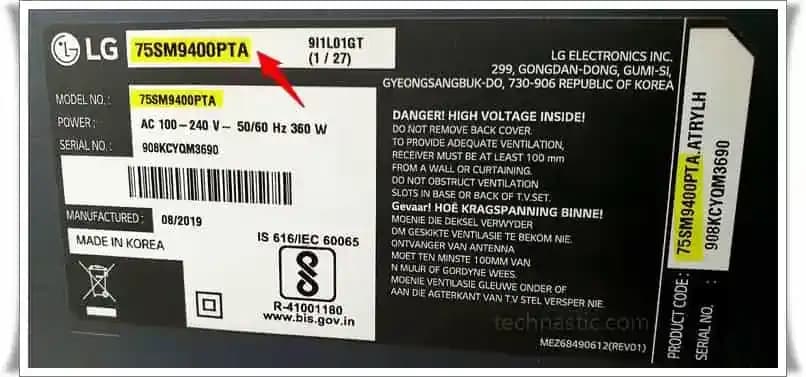 LG
75SM9400PTA
9I1L01GT
(1 / 27)
MODEL NO.: 75SM9400PTA
POWER: AC 100-240 V~ 50/60 Hz 360 W
SERIAL NO.: 908KCYQM3690
MANUFACTURED: 08/2019
MADE IN KOREA
IS 616/IEC 60065
R-41001180
www.bis.gov.in
LG ELECTRONICS INC.
299, GONGDAN-DONG, GUMI-SI,
GYEONGSANGBUK-DO, 730-906 REPUBLIC OF KOREA
DANGER! HIGH VOLTAGE INSIDE!
DO NOT REMOVE BACK COVER.
TO PROVIDE ADEQUATE VENTILATION,
RECEIVER MUST BE AT LEAST 100 mm
FROM A WALL OR CURTAINING.
DO NOT OBSTRUCT VENTILATION
SLOTS IN BASE OR BACK T.V.SET.
Gevaar! HOË KRAGSPANNING BINNE!
MOENIE DIE DEKSEL VERWYDER
OM GESKIKTE VENTILASIE TE BEKOM NIE.
ONTVANGER VAN ANTENNA
MOET TEN MINSTE 100MM VAN
N MUUR OF GORDYNE WEES.
MOENIE VENTILASIE GLEUWE ONDER OF
AAN DIE AGTERKANT VAN T.V STEL VERSPER NIE.
technastic.com
MEZ68490612(REV01)
PRODUCT CODE: 75SM9400PTA.ATRYLH
SERIAL NO.: 908KCYQM3690